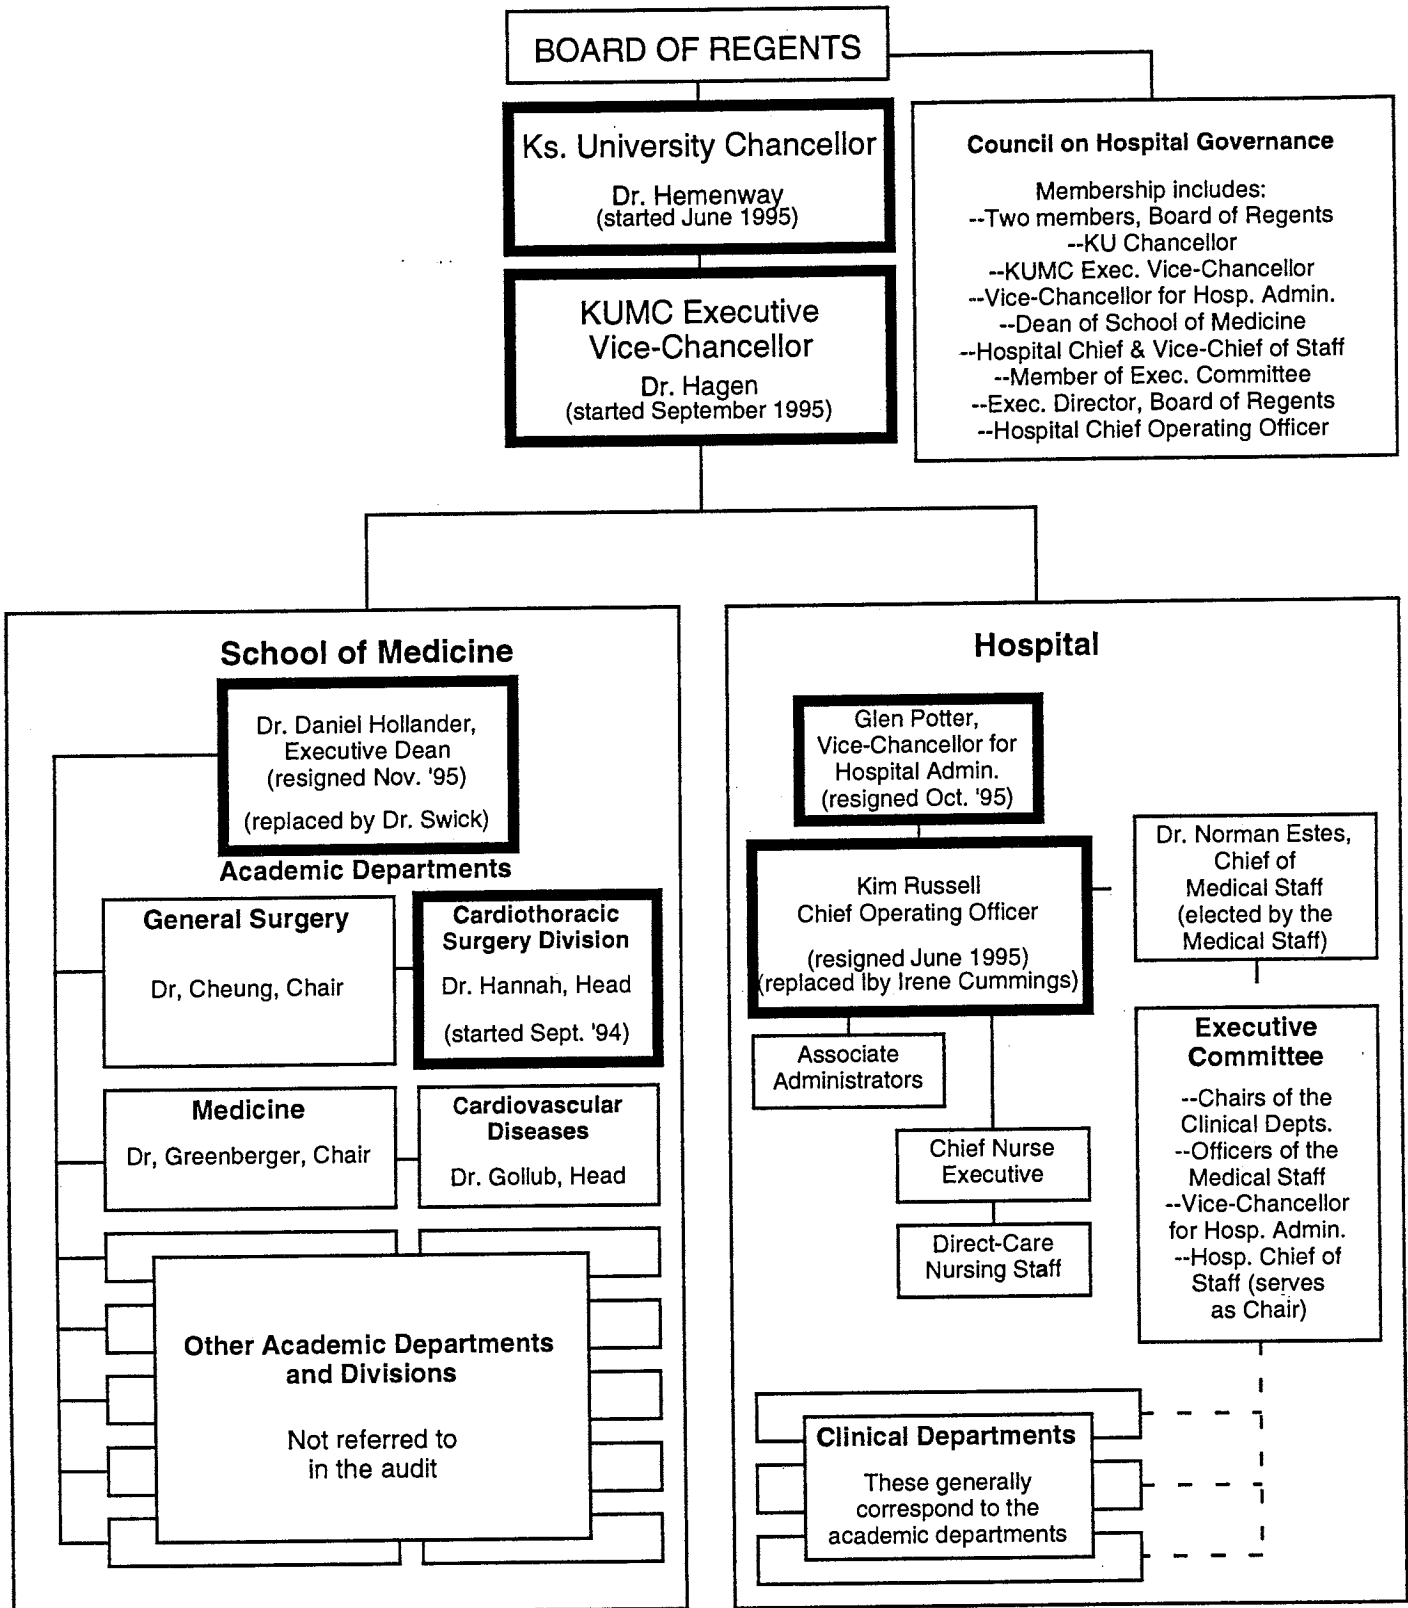 BOARD OF REGENTS
Ks. University Chancellor
Dr. Hemenway
(started June 1995)
KUMC Executive
Vice-Chancellor
Dr. Hagen
(started September 1995)
Council on Hospital Governance
Membership includes:
--Two members, Board of Regents
--KU Chancellor
--KUMC Exec. Vice-Chancellor
--Vice-Chancellor for Hosp. Admin.
--Dean of School of Medicine
--Hospital Chief & Vice-Chief of Staff
--Member of Exec. Committee
--Exec. Director, Board of Regents
--Hospital Chief Operating Officer
School of Medicine
Dr. Daniel Hollander,
Executive Dean
(resigned Nov. '95)
(replaced by Dr. Swick)
Academic Departments
General Surgery
Dr, Cheung, Chair
Cardiothoracic
Surgery Division
Dr. Hannah, Head
(started Sept. '94)
Medicine
Dr, Greenberger, Chair
Cardiovascular
Diseases
Dr. Gollub, Head
Other Academic Departments
and Divisions
Not referred to
in the audit
Hospital
Glen Potter,
Vice-Chancellor for
Hospital Admin.
(resigned Oct. '95)
Kim Russell
Chief Operating Officer
(resigned June 1995)
(replaced lby Irene Cummings)
Associate
Administrators
Chief Nurse
Executive
Direct-Care
Nursing Staff
Dr. Norman Estes,
Chief of
Medical Staff
(elected by the
Medical Staff)
Executive
Committee
--Chairs of the
Clinical Depts.
--Officers of the
Medical Staff
--Vice-Chancellor
for Hosp. Admin.
--Hosp. Chief of
Staff (serves
as Chair)
Clinical Departments
These generally
correspond to the
academic departments